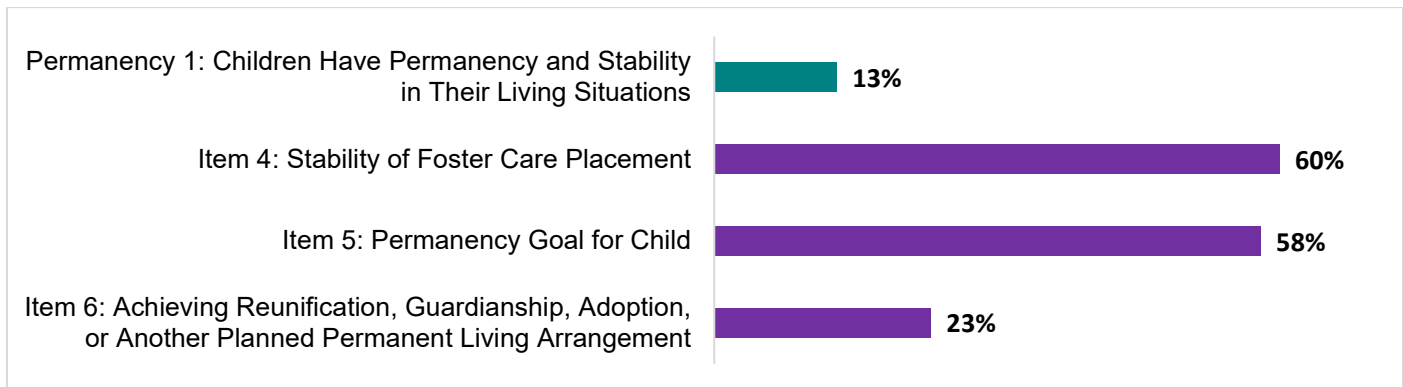 Permanency 1: Children Have Permanency and Stability
in Their Living Situations
13%
Item 4: Stability of Foster Care Placement
60%
Item 5: Permanency Goal for Child
58%
Item 6: Achieving Reunification, Guardianship, Adoption,
or Another Planned Permanent Living Arrangement
23%